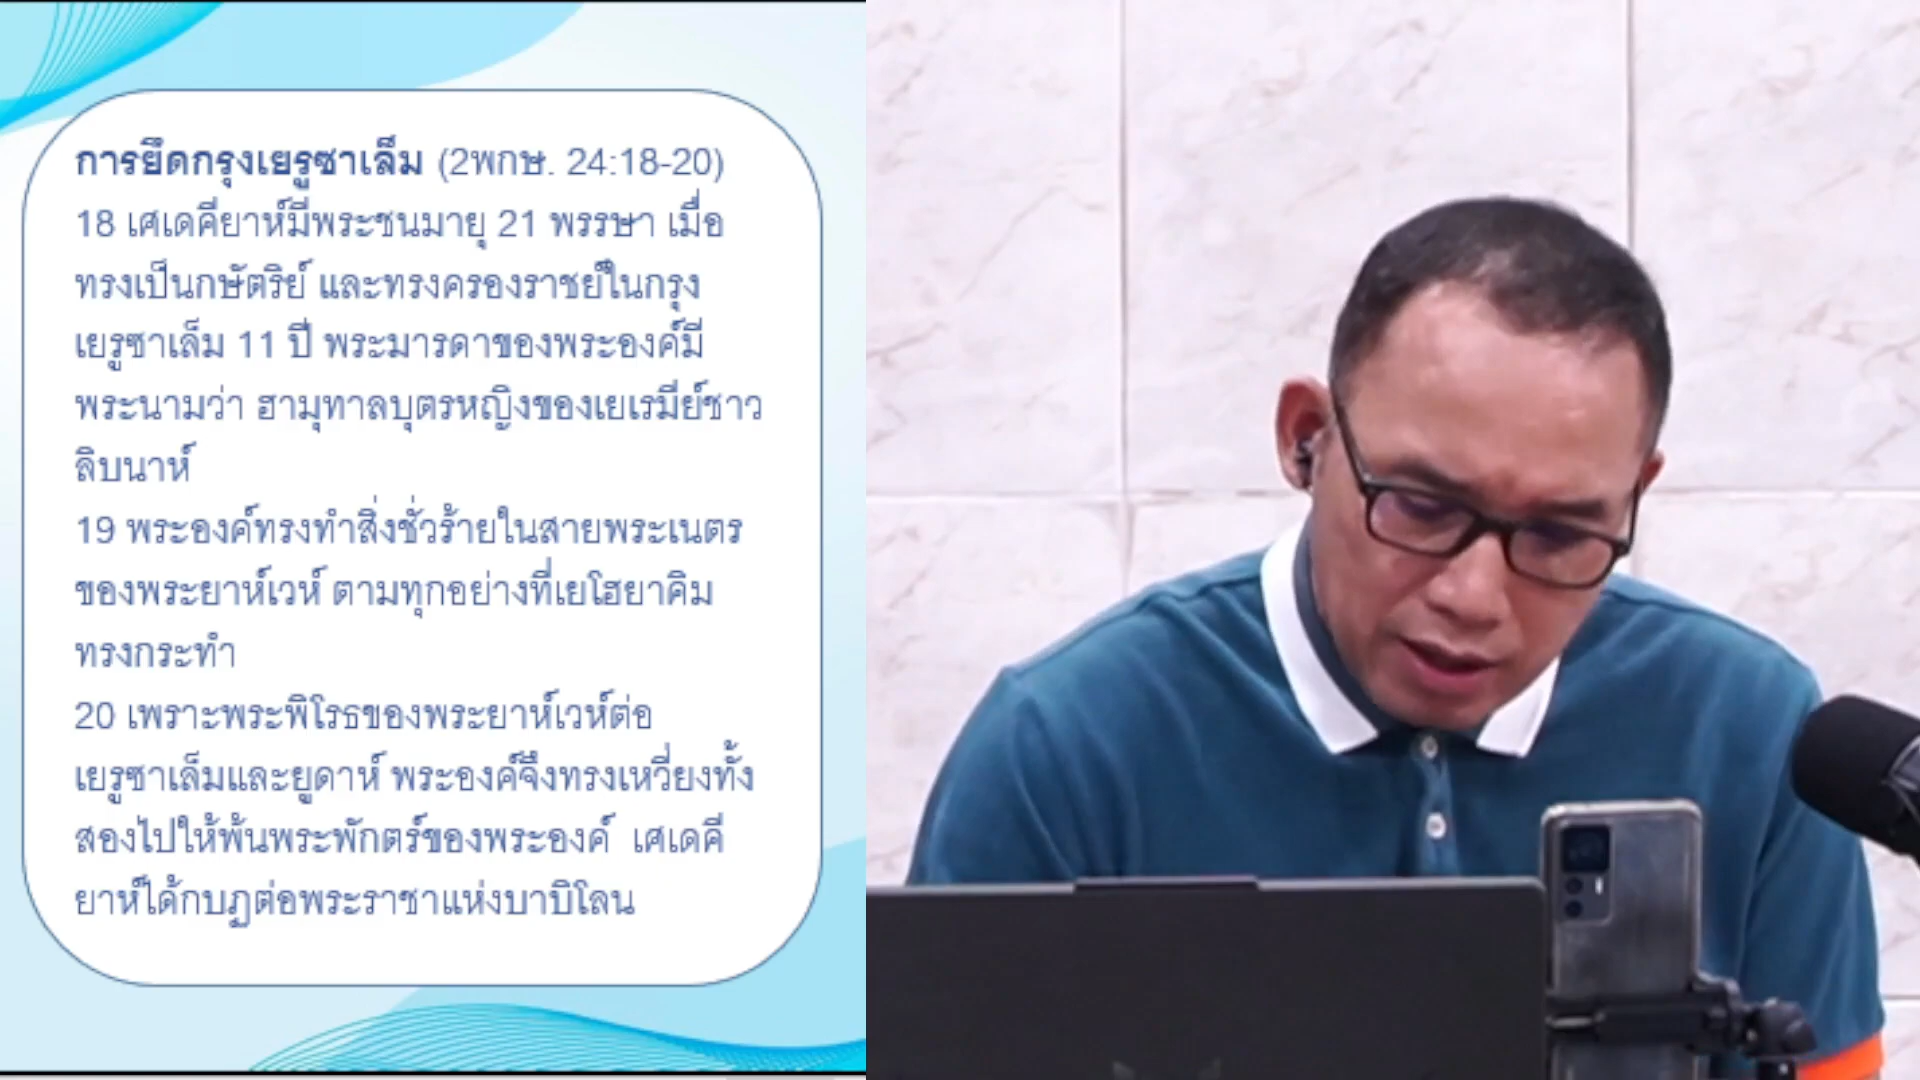 การยึดกรุงเยรูซาเล็ม (2พกษ. 24:18-20)
18 เศเดคียาห์มีพระชนมายุ 21 พรรษา เมื่อ
ทรงเป็นกษัตริย์ และทรงครองราชย์ในกรุง
เยรูซาเล็ม 11 ปี พระมารดาของพระองค์มี
พระนามว่า ฮามุทาลบุตรหญิงของเยเรมีย์ชาว
ลิบนาห์
19 พระองค์ทรงทำสิ่งชั่วร้ายในสายพระเนตร
ของพระยาห์เวห์ ตามทุกอย่างที่เยโฮยาคิม
ทรงกระทำ
20 เพราะพระพิโรธของพระยาห์เวห์ต่อ
เยรูซาเล็มและยูดาห์ พระองค์จึงทรงเหวี่ยงทั้ง
สองไปให้พ้นพระพักตร์ของพระองค์ เศเดคี
ยาห์ได้กบฏต่อพระราชาแห่งบาบิโลน